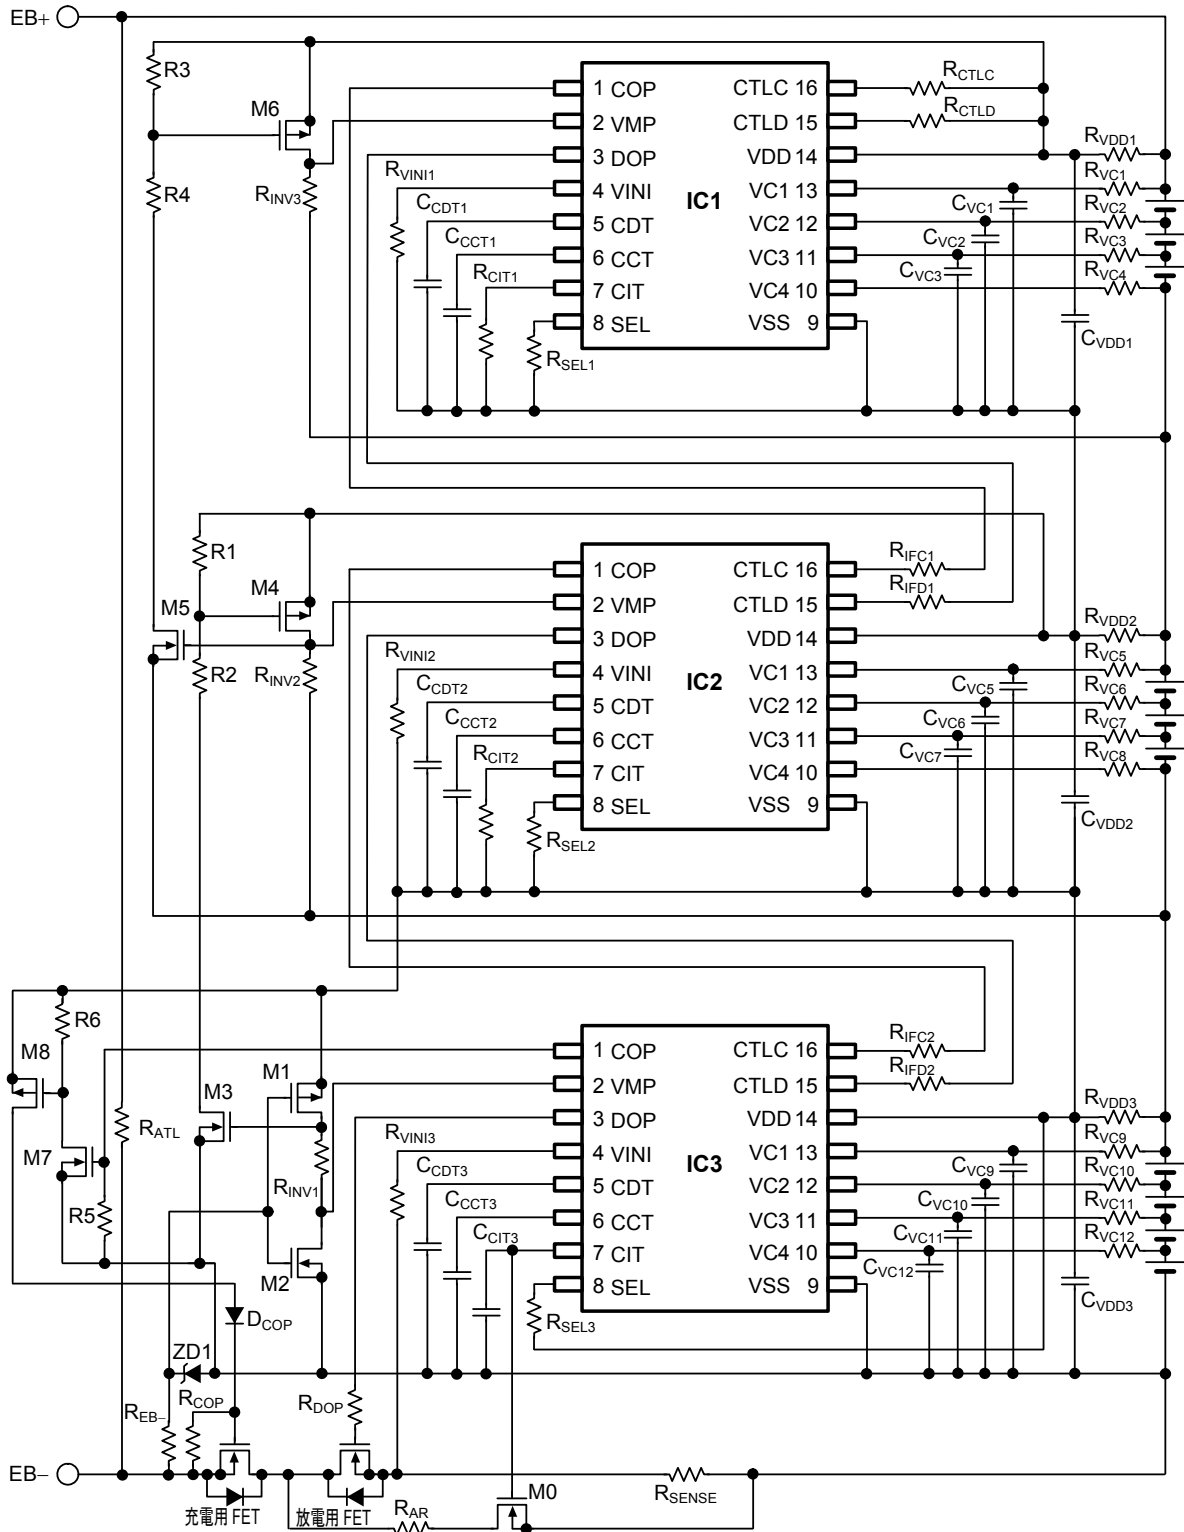 EB+
R3
M6
R4
RINV3
RVINI1
CCDT1
CCCT1
RCIT1
RSEL1
1 COP
2 VMP
3 DOP
4 VINI
5 CDT
6 CCT
7 CIT
8 SEL
IC1
CTLC 16
CTLD 15
VDD 14
VC1 13
VC2 12
VC3 11
VC4 10
VSS 9
RCTLC
RCTLD
RVDD1
RVC1
RVC2
RVC3
RVC4
CVC1
CVC2
CVC3
CVDD1
R1
M4
M5
R2
RINV2
RVINI2
CCDT2
CCCT2
RCIT2
RSEL2
1 COP
2 VMP
3 DOP
4 VINI
5 CDT
6 CCT
7 CIT
8 SEL
IC2
CTLC 16
CTLD 15
VDD 14
VC1 13
VC2 12
VC3 11
VC4 10
VSS 9
RIFC1
RIFD1
RVDD2
RVC5
RVC6
RVC7
RVC8
CVC5
CVC6
CVC7
CVDD2
R6
M8
M1
M3
RATL
M7
RINV1
R5
M2
DCOP
ZD1
RVINI3
CCDT3
CCCT3
CCIT3
RSEL3
1 COP
2 VMP
3 DOP
4 VINI
5 CDT
6 CCT
7 CIT
8 SEL
IC3
CTLC 16
CTLD 15
VDD 14
VC1 13
VC2 12
VC3 11
VC4 10
VSS 9
RIFC2
RIFD2
RVDD3
RVC9
RVC10
RVC11
RVC12
CVC9
CVC10
CVC11
CVC12
CVDD3
REB−
RCOP
RDOP
EB−
充電用 FET
放電用 FET
RAR
M0
RSENSE